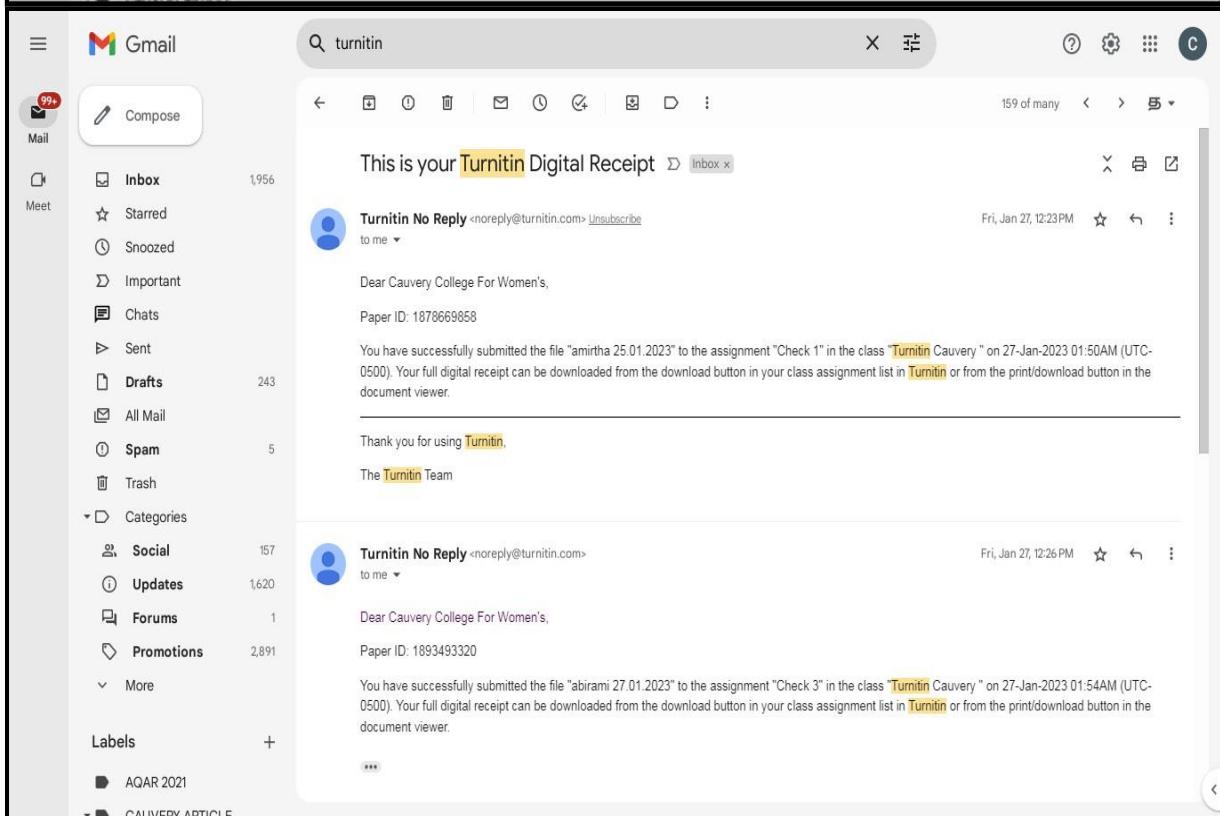 Gmail
turnitin
99+
Mail
Meet
Compose
Inbox 1,956
Starred
Snoozed
Important
Chats
Sent
Drafts 243
All Mail
Spam 5
Trash
Categories
Social 157
Updates 1,620
Forums 1
Promotions 2,891
More
Labels +
AQAR 2021
CAUVERY ARTICLE
C
159 of many
This is your Turnitin Digital Receipt Inbox x
Turnitin No Reply <noreply@turnitin.com> Unsubscribe Fri, Jan 27, 12:23 PM
to me
Dear Cauvery College For Women's,
Paper ID: 1878669858
You have successfully submitted the file "amirtha 25.01.2023" to the assignment "Check 1" in the class "Turnitin Cauvery " on 27-Jan-2023 01:50AM (UTC-
0500). Your full digital receipt can be downloaded from the download button in your class assignment list in Turnitin or from the print/download button in the
document viewer.
Thank you for using Turnitin,
The Turnitin Team
Turnitin No Reply <noreply@turnitin.com> Fri, Jan 27, 12:26 PM
to me
Dear Cauvery College For Women's,
Paper ID: 1893493320
You have successfully submitted the file "abirami 27.01.2023" to the assignment "Check 3" in the class "Turnitin Cauvery " on 27-Jan-2023 01:54AM (UTC-
0500). Your full digital receipt can be downloaded from the download button in your class assignment list in Turnitin or from the print/download button in the
document viewer.